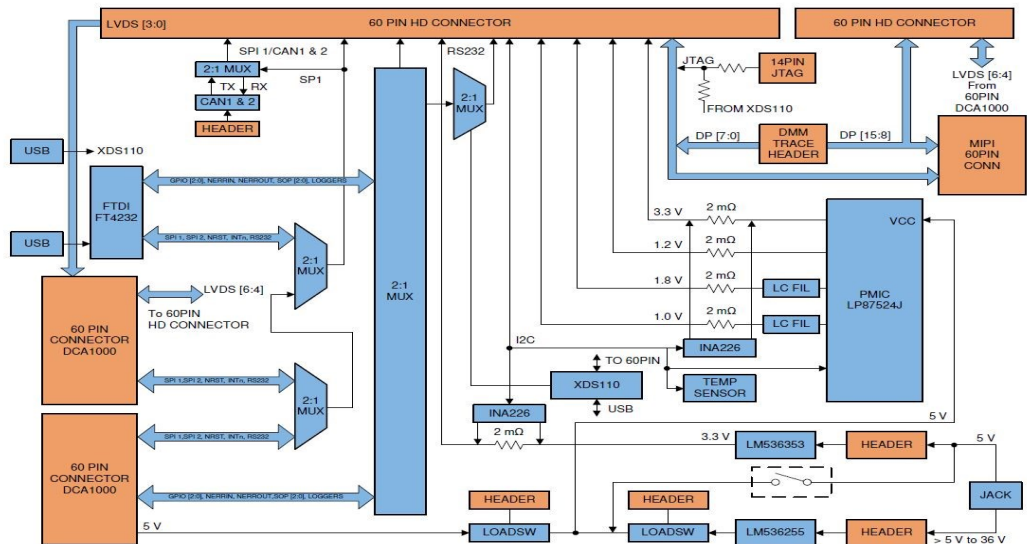 60 PIN HD CONNECTOR
60 PIN HD CONNECTOR
LVDS [3:0]
SPI 1/CAN1 & 2
RS232
2:1 MUX
SP1
TX
RX
CAN1 & 2
HEADER
2:1
MUX
JTAG
14PIN
JTAG
FROM XDS110
LVDS [6:4]
From
60PIN
DCA1000
DP [7:0]
DMM
TRACE
HEADER
DP [15:8]
MIPI
60PIN
CONN
USB
XDS110
FTDI
FT4232
GPIO [2:0], NERRIN, NERROUT, SOP [2:0], LOGGERS
USB
SPI 1, SPI 2, NRST, INTn, RS232
2:1
MUX
2:1
MUX
3.3 V
2 mΩ
VCC
1.2 V
2 mΩ
1.8 V
2 mΩ
LC FIL
PMIC
LP87524J
1.0 V
2 mΩ
LC FIL
60 PIN
CONNECTOR
DCA1000
LVDS [6:4]
To 60PIN
HD CONNECTOR
I2C
INA226
TO 60PIN
XDS110
USB
TEMP
SENSOR
SPI 1,SPI 2, NRST, INTn, RS232
2:1
MUX
SPI 1,SPI 2, NRST, INTn, RS232
INA226
2 mΩ
5 V
3.3 V
LM536353
HEADER
5 V
60 PIN
CONNECTOR
DCA1000
GPIO [2:0], NERRIN, NERROUT,SOP [2:0], LOGGERS
HEADER
HEADER
JACK
5 V
LOADSW
LOADSW
LM536255
HEADER
> 5 V to 36 V